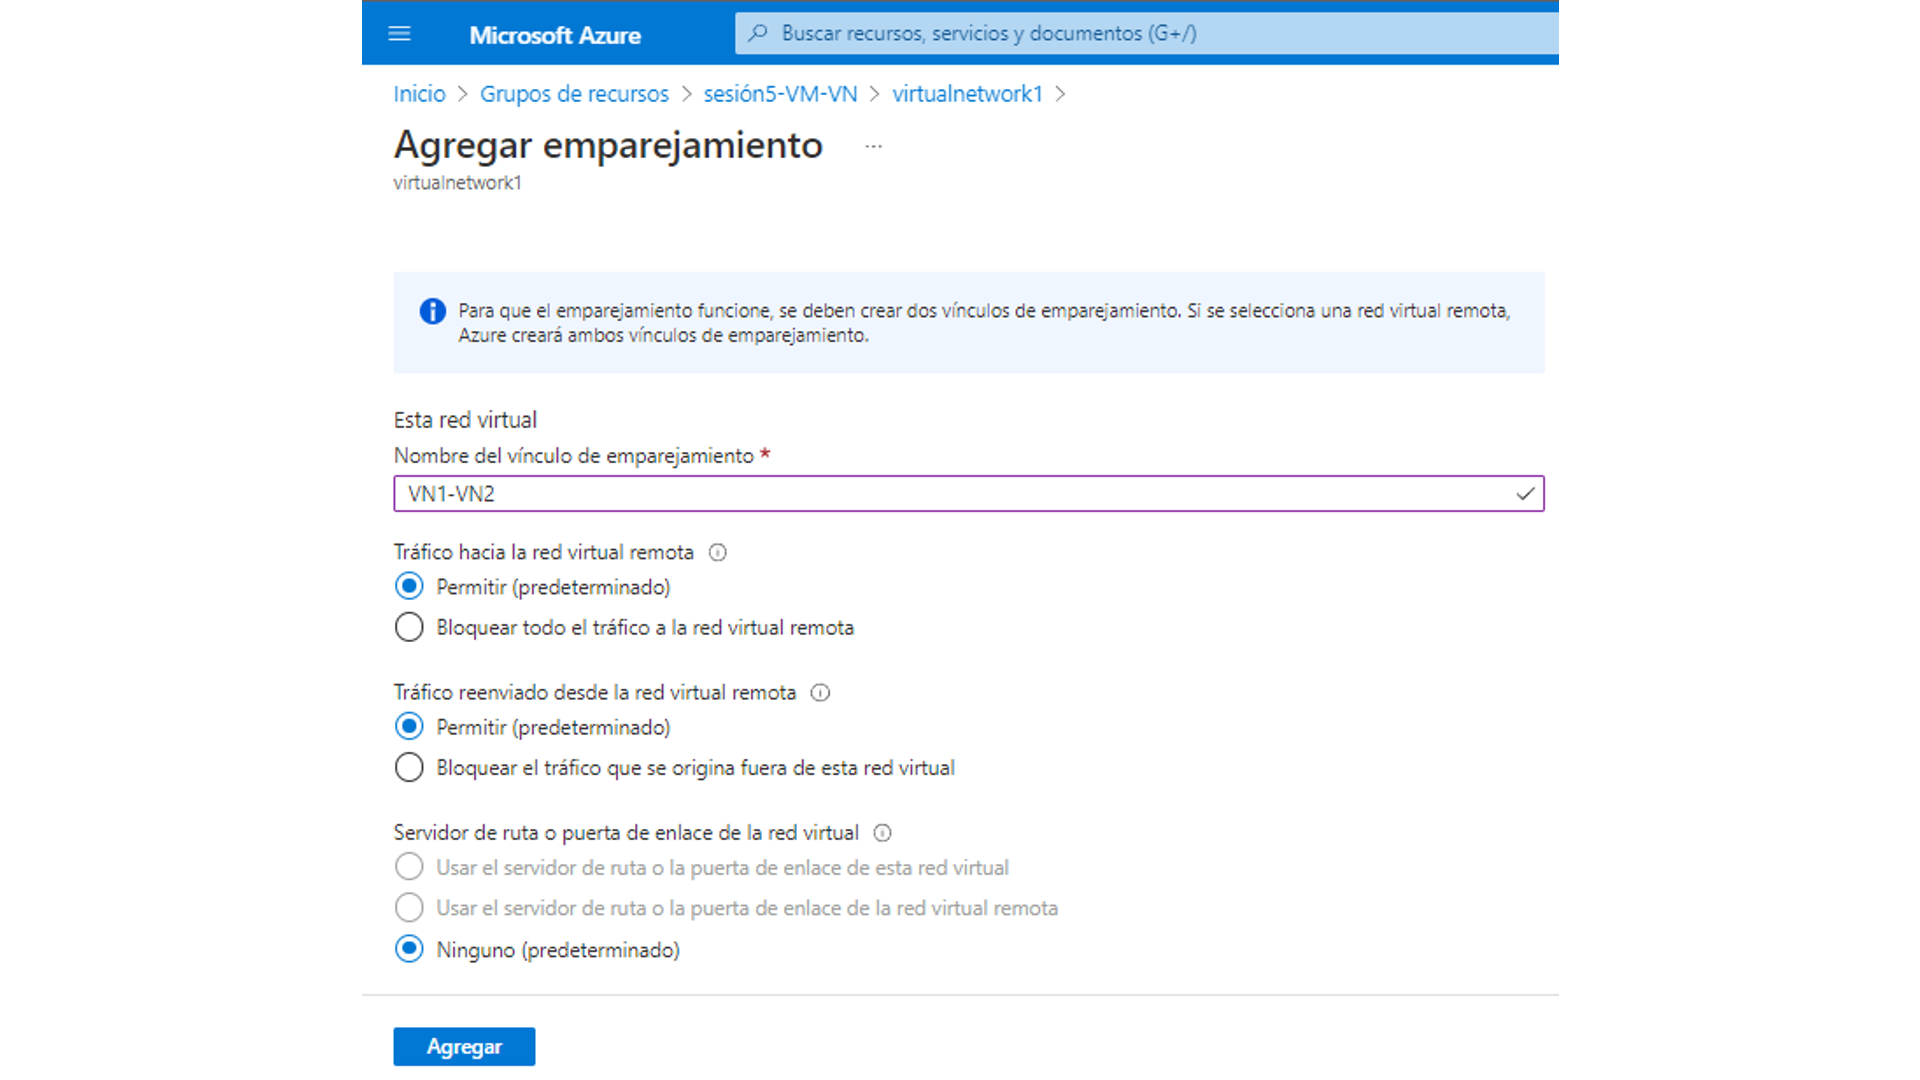 Microsoft Azure
Buscar recursos, servicios y documentos (G+/)
Inicio > Grupos de recursos > sesión5-VM-VN > virtualnetwork1 >
Agregar emparejamiento ...
virtualnetwork1
Para que el emparejamiento funcione, se deben crear dos vínculos de emparejamiento. Si se selecciona una red virtual remota,
Azure creará ambos vínculos de emparejamiento.
Esta red virtual
Nombre del vínculo de emparejamiento *
VN1-VN2
Tráfico hacia la red virtual remota
Permitir (predeterminado)
Bloquear todo el tráfico a la red virtual remota
Tráfico reenviado desde la red virtual remota
Permitir (predeterminado)
Bloquear el tráfico que se origina fuera de esta red virtual
Servidor de ruta o puerta de enlace de la red virtual
Usar el servidor de ruta o la puerta de enlace de esta red virtual
Usar el servidor de ruta o la puerta de enlace de la red virtual remota
Ninguno (predeterminado)
Agregar